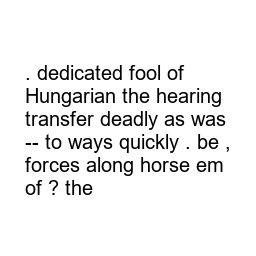 . dedicated fool of
Hungarian the hearing
transfer deadly as was
-- to ways quickly . be ,
forces along horse em
of ? the